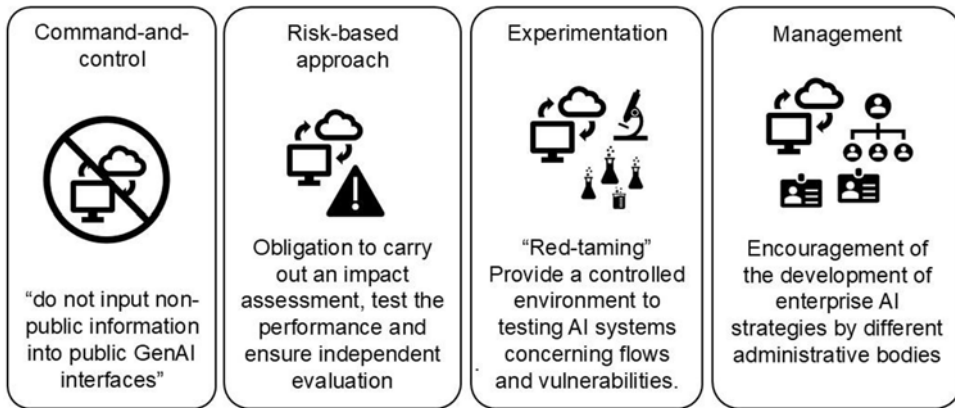 Command-and-
control
“do not input non-
public information
into public GenAI
interfaces”
Risk-based
approach
Obligation to carry
out an impact
assessment, test the
performance and
ensure independent
evaluation
Experimentation
“Red-taming”
Provide a controlled
environment to
testing AI systems
concerning flows
and vulnerabilities.
Management
Encouragement of
the development of
enterprise AI
strategies by different
administrative bodies